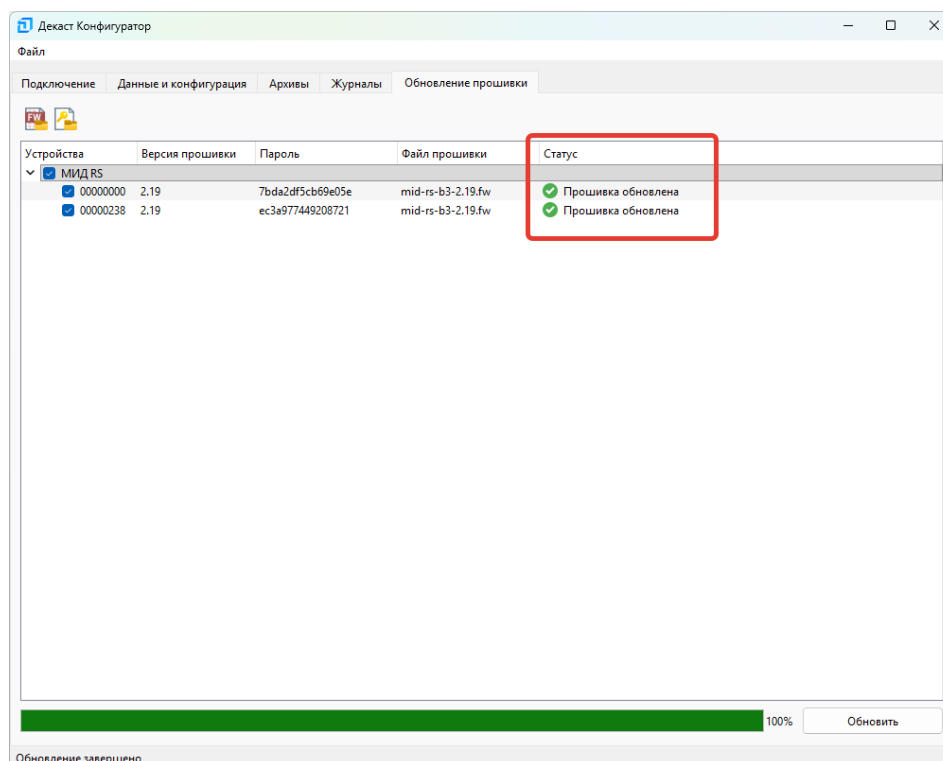 Декаст Конфигуратор
Файл
Подключение Данные и конфигурация Архивы Журналы Обновление прошивки
FW
Устройства Версия прошивки Пароль Файл прошивки Статус
МИД RS
00000000 2.19 7bda2df5cb69e05e mid-rs-b3-2.19.fw Прошивка обновлена
00000238 2.19 ec3a977449208721 mid-rs-b3-2.19.fw Прошивка обновлена
100% Обновить
Обновление завершено